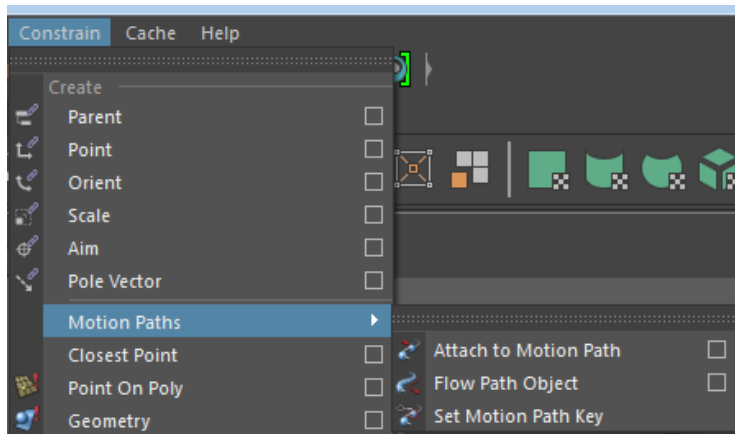 Constrain Cache Help
Create
Parent
Point
Orient
Scale
Aim
Pole Vector
Motion Paths
Closest Point
Point On Poly
Geometry
Attach to Motion Path
Flow Path Object
Set Motion Path Key